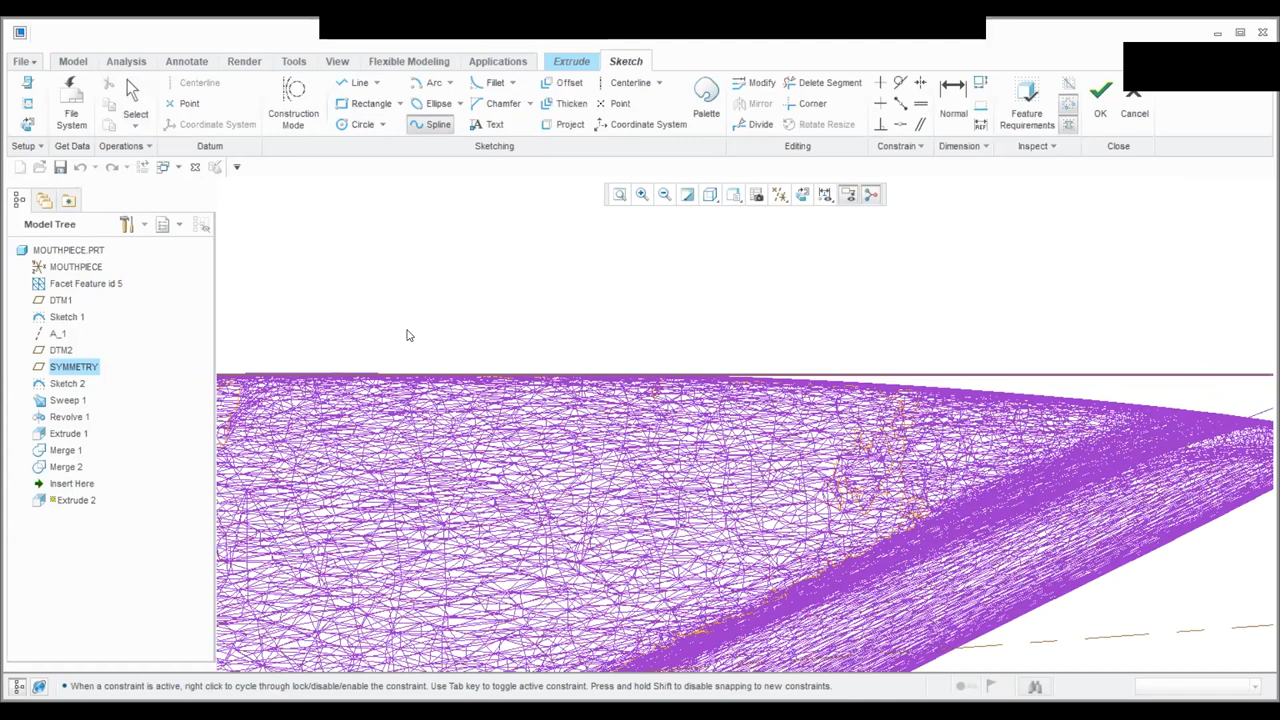 File Model Analysis Annotate Render Tools View Flexible Modeling Applications Extrude Sketch
Centerline Line Arc Fillet Offset Centerline Modify Delete Segment
Point Rectangle Ellipse Chamfer Thicken Point Mirror Corner
Coordinate System Circle Spline Text Project Coordinate System Divide Rotate Resize
File System Select Construction Mode Palette Normal Feature Requirements OK Cancel
Setup Get Data Operations Datum Sketching Editing Constrain Dimension Inspect Close
Model Tree
MOUTHPIECE.PRT
MOUTHPIECE
Facet Feature id 5
DTM1
Sketch 1
A_1
DTM2
SYMMETRY
Sketch 2
Sweep 1
Revolve 1
Extrude 1
Merge 1
Merge 2
Insert Here
Extrude 2
When a constraint is active, right click to cycle through lock/disable/enable the constraint. Use Tab key to toggle active constraint. Press and hold Shift to disable snapping to new constraints.